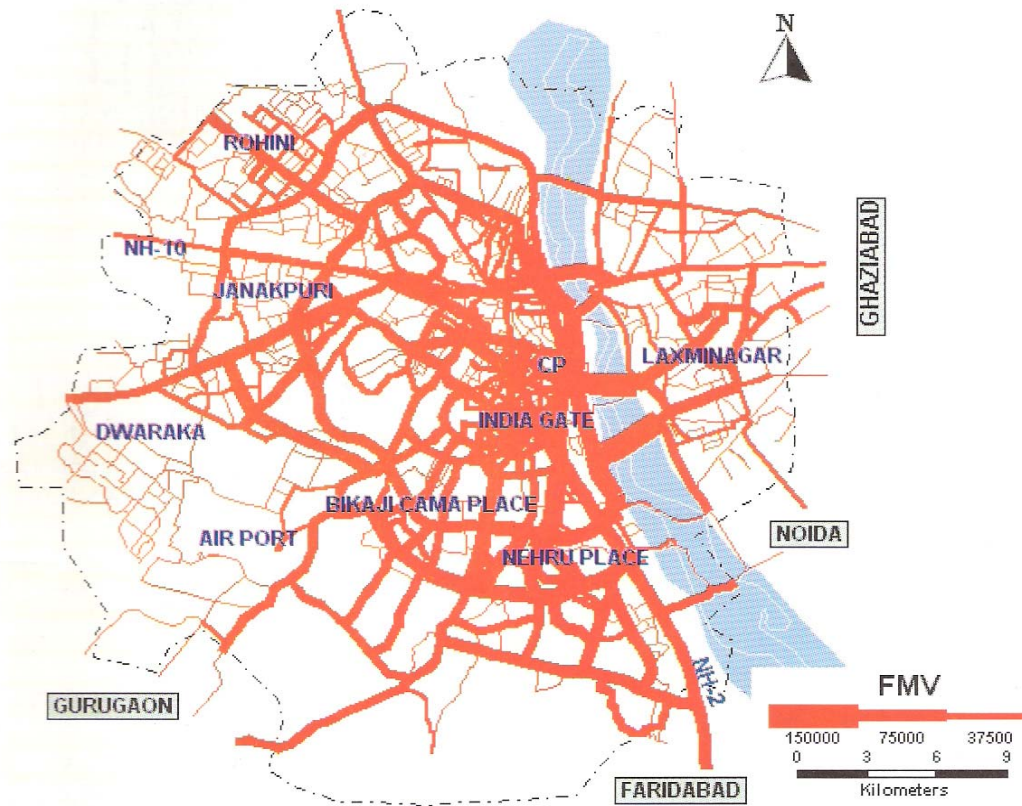 N
ROHINI
GHAZIABAD
NH-10
JANAKPURI
CP
LAXMINAGAR
INDIA GATE
DWARAKA
BIKAJI CAMA PLACE
AIR PORT
NOIDA
NEHRU PLACE
NH-2
GURUGAON
FMV
150000 75000 37500
0 3 6 9
Kilometers
FARIDABAD